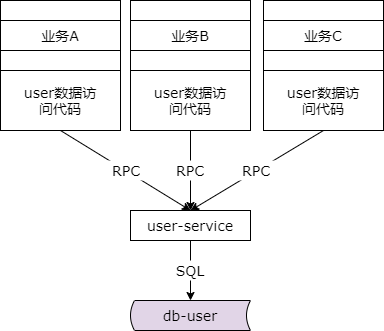 业务A
业务B
业务C
user数据访
问代码
user数据访
问代码
user数据访
问代码
RPC
RPC
RPC
user-service
SQL
db-user